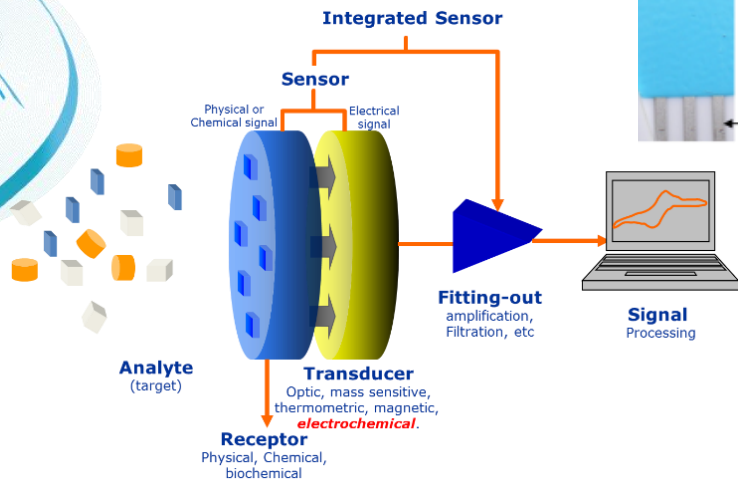 Integrated Sensor
Sensor
Physical or
Chemical signal
Electrical
signal
Fitting-out
amplification,
Filtration, etc
Signal
Processing
Analyte
(target)
Transducer
Optic, mass sensitive,
thermometric, magnetic,
electrochemical.
Receptor
Physical, Chemical,
biochemical